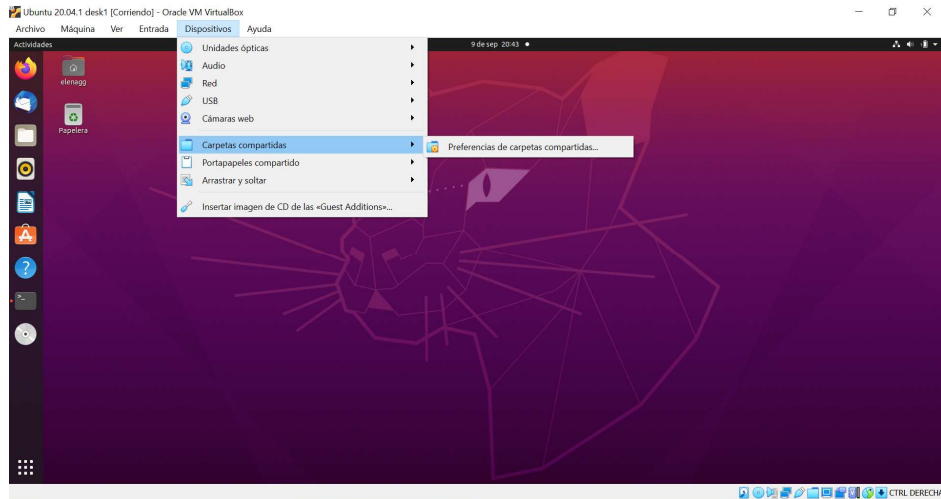 Ubuntu 20.04.1 desk1 [Corriendo] - Oracle VM VirtualBox
Archivo Máquina Ver Entrada Dispositivos Ayuda
Actividades
9 de sep 20:43
elenagg
Papelera
Unidades ópticas
Audio
Red
USB
Cámaras web
Carpetas compartidas
Preferencias de carpetas compartidas...
Portapapeles compartido
Arrastrar y soltar
Insertar imagen de CD de las «Guest Additions»...
CTRL DERECHA